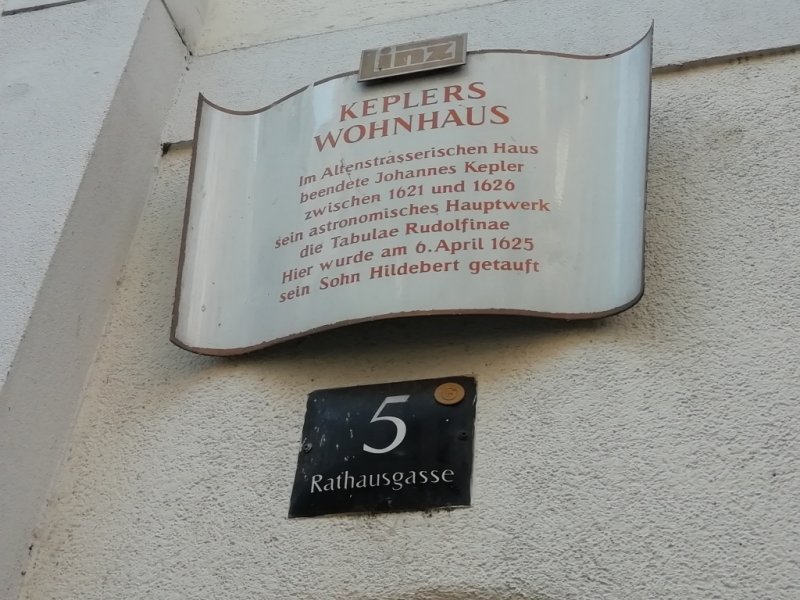 linz
KEPLERS
WOHNHAUS
Im Altenstrasserischen Haus
beendete Johannes Kepler
zwischen 1621 und 1626
sein astronomisches Hauptwerk
die Tabulae Rudolfinae
Hier wurde am 6. April 1625
sein Sohn Hildebert getauft
5
Rathausgasse